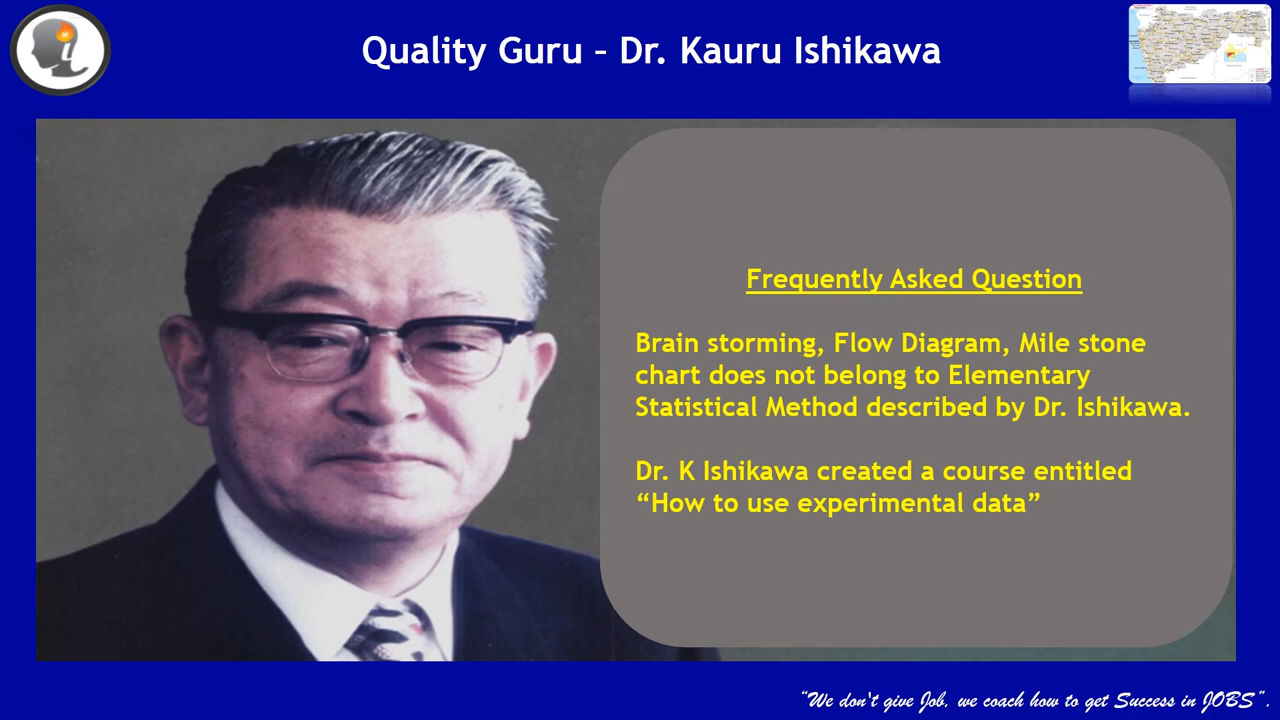 Quality Guru – Dr. Kauru Ishikawa
Frequently Asked Question
Brain storming, Flow Diagram, Mile stone
chart does not belong to Elementary
Statistical Method described by Dr. Ishikawa.
Dr. K Ishikawa created a course entitled
“How to use experimental data”
“We don't give Job, we coach how to get Success in JOBS”.